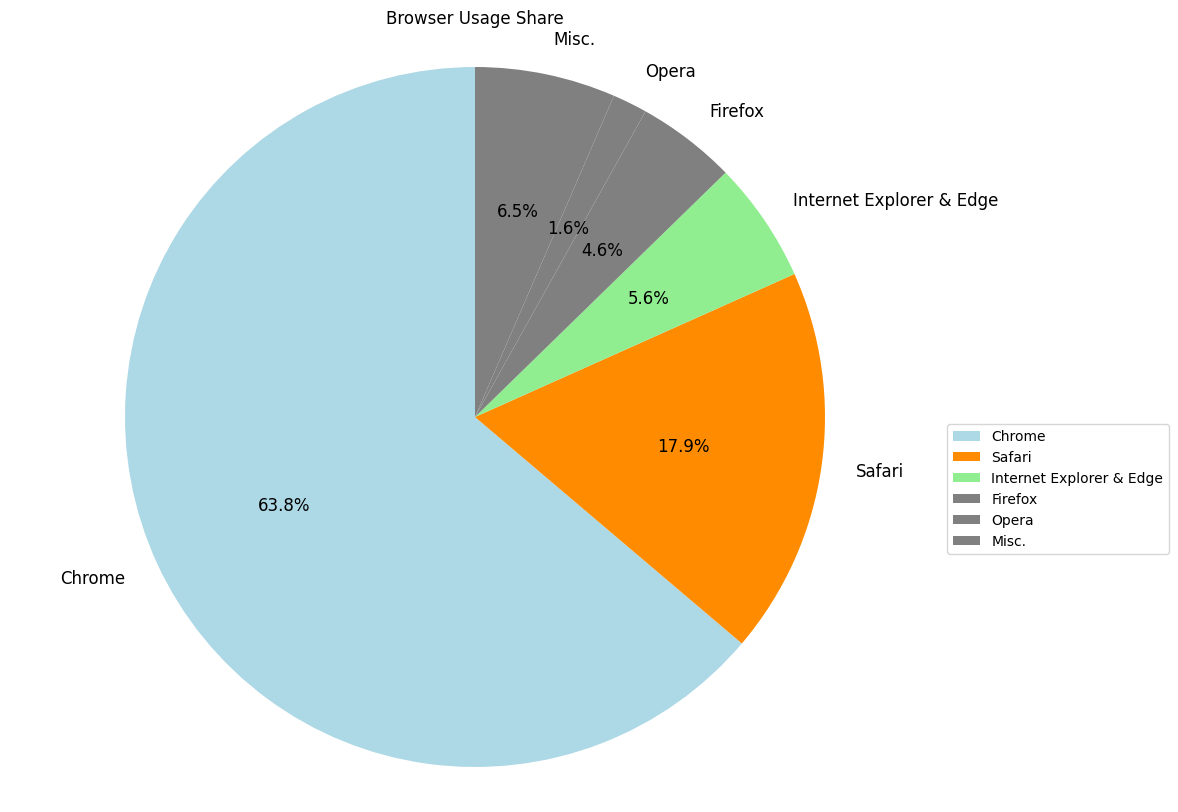 Browser Usage Share
Misc.
Opera
Firefox
Internet Explorer & Edge
6.5%
1.6%
4.6%
5.6%
17.9%
Safari
63.8%
Chrome
Chrome
Safari
Internet Explorer & Edge
Firefox
Opera
Misc.